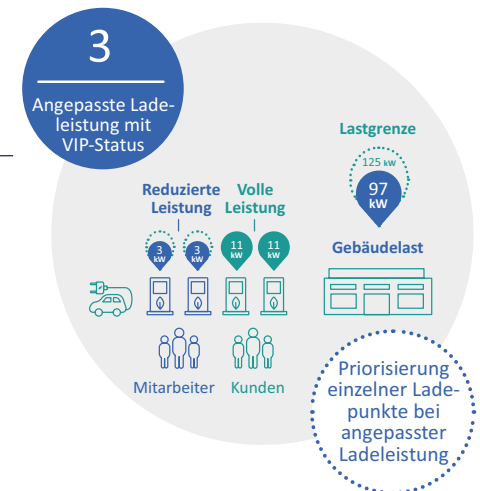 3
Angepasste Lade-
leistung mit
VIP-Status
Lastgrenze
125 kW
97
kW
Gebäudelast
Reduzierte
Leistung
Volle
Leistung
3
kW
3
kW
11
kW
11
kW
Mitarbeiter
Kunden
Priorisierung
einzelner Lade-
punkte bei
angepasster
Ladeleistung